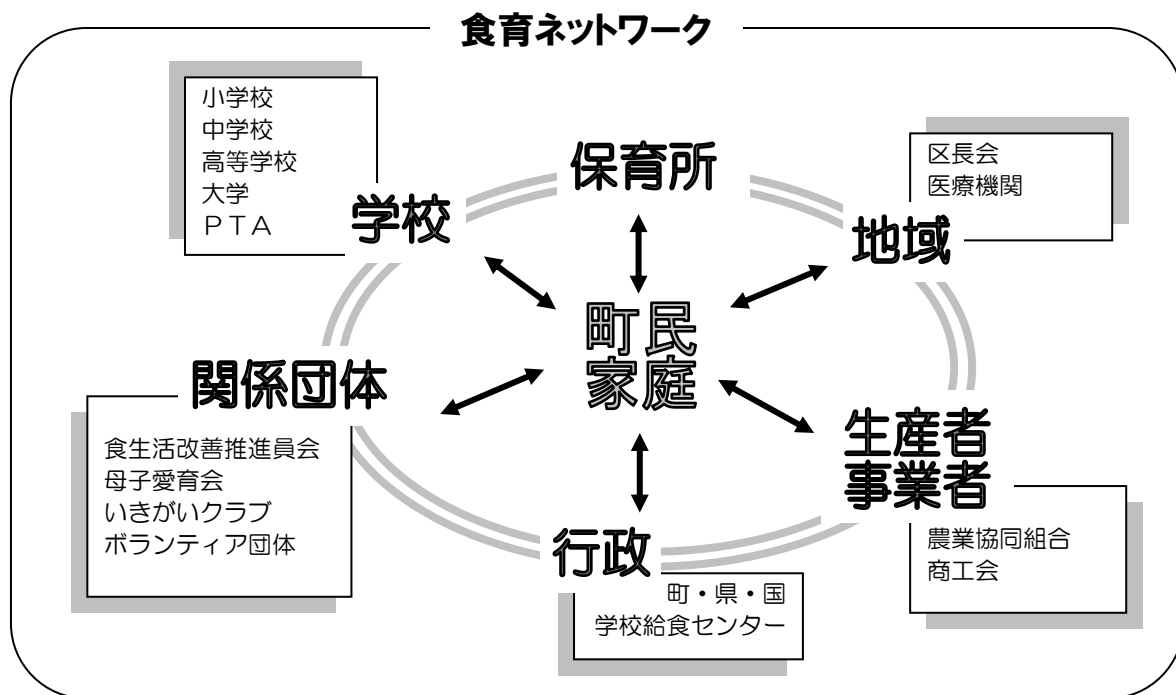 食育ネットワーク
小学校
中学校
高等学校
大学
ＰＴＡ
学校
保育所
区長会
医療機関
地域
町民
家庭
関係団体
食生活改善推進員会
母子愛育会
いきがいクラブ
ボランティア団体
生産者
事業者
農業協同組合
商工会
行政
町・県・国
学校給食センター